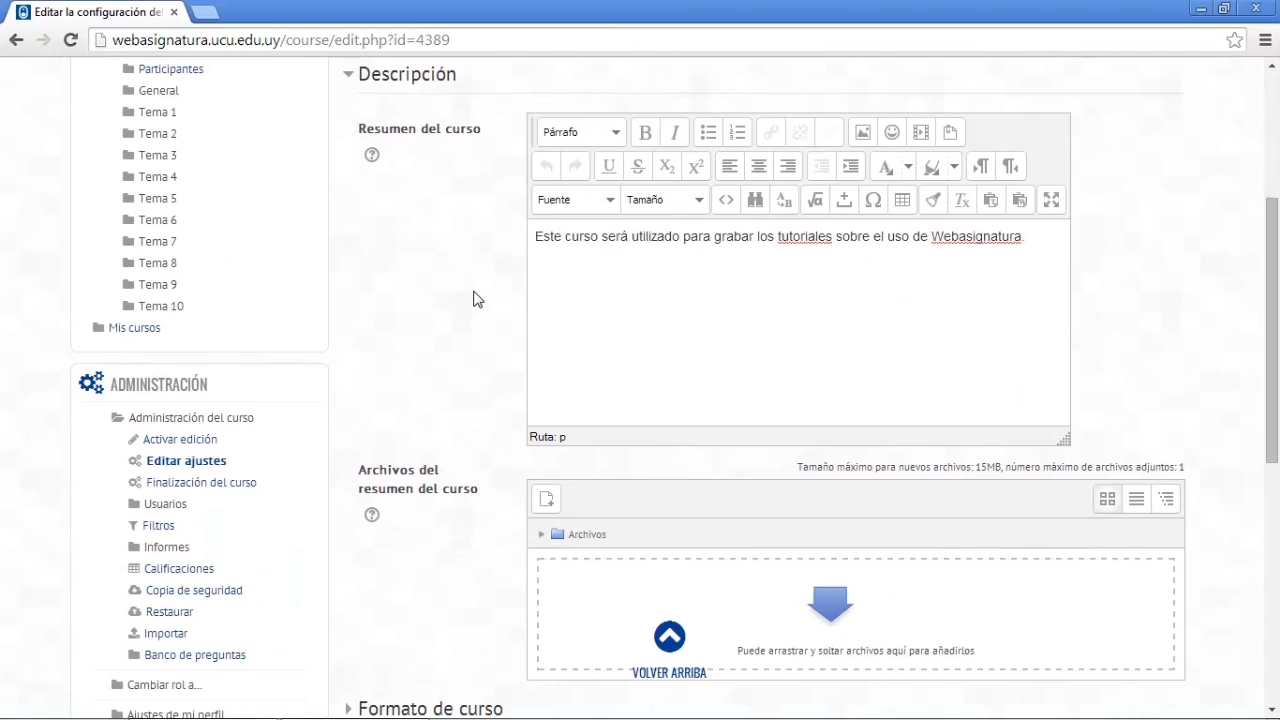 Editar la configuración del
webasignatura.ucu.edu.uy/course/edit.php?id=4389
Participantes
General
Tema 1
Tema 2
Tema 3
Tema 4
Tema 5
Tema 6
Tema 7
Tema 8
Tema 9
Tema 10
Mis cursos
ADMINISTRACIÓN
Administración del curso
Activar edición
Editar ajustes
Finalización del curso
Usuarios
Filtros
Informes
Calificaciones
Copia de seguridad
Restaurar
Importar
Banco de preguntas
Cambiar rol a...
Ajustes de mi perfil
Descripción
Resumen del curso
Párrafo
Fuente
Tamaño
Este curso será utilizado para grabar los tutoriales sobre el uso de Webasignatura.
Ruta: p
Archivos del
resumen del curso
Tamaño máximo para nuevos archivos: 15MB, número máximo de archivos adjuntos: 1
Archivos
Puede arrastrar y soltar archivos aquí para añadirlos
VOLVER ARRIBA
Formato de curso